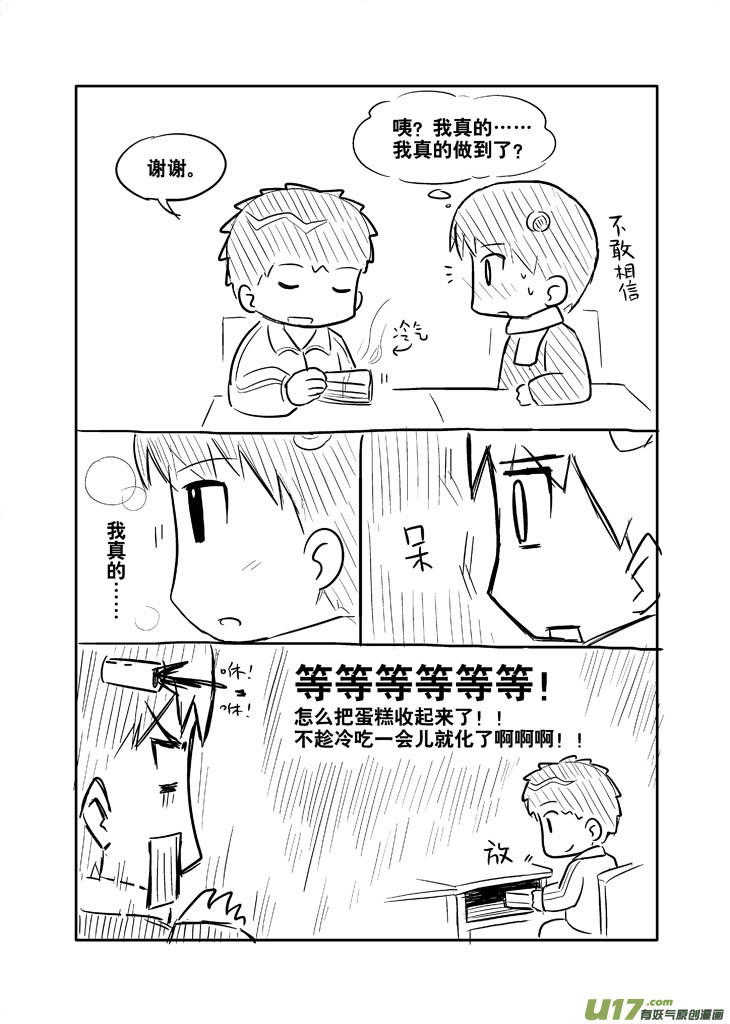 谢谢。
咦？我真的……
我真的做到了？
不敢相信
冷气
我真的……
呆
咻！
咻！
等等等等等等！
怎么把蛋糕收起来了！！
不趁冷吃一会儿就化了啊啊啊！！
放
U17.com
有妖气原创漫画